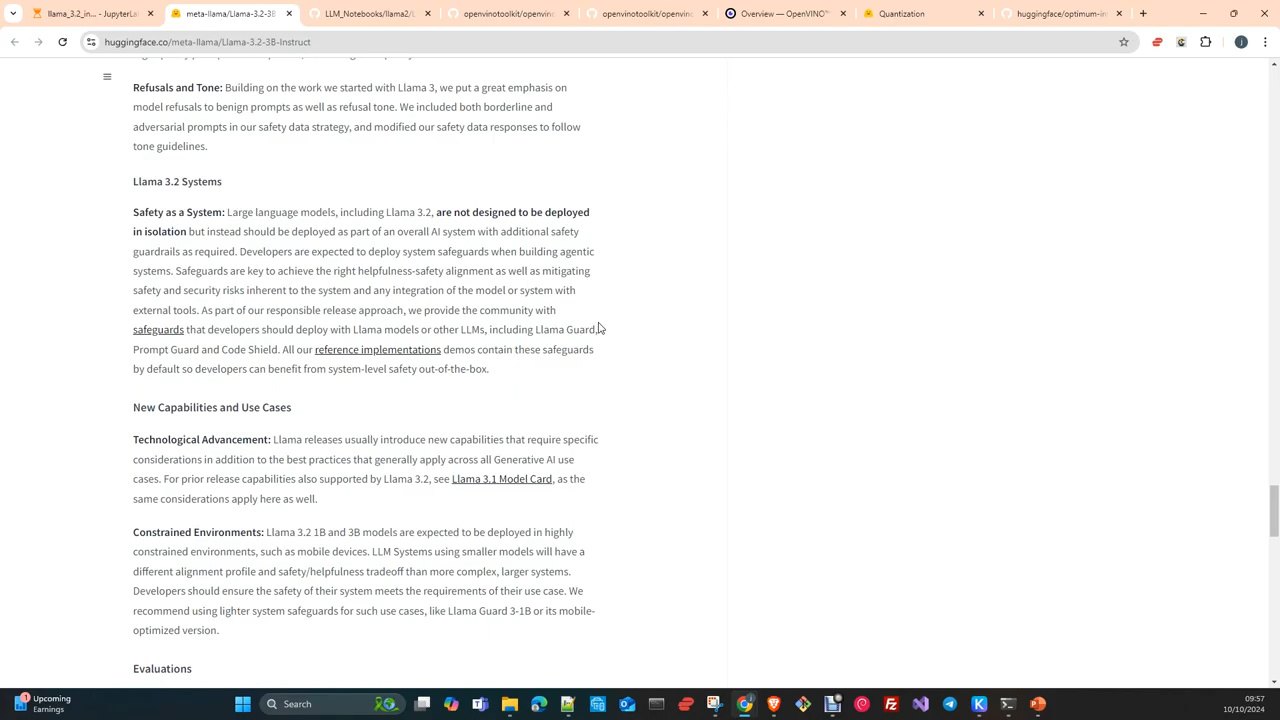 llama_3.2_in... - JupyterLab
meta-llama/Llama-3.2-3B
LLM_Notebooks/llama2/L
openvinotoolkit/openvin
openvinotoolkit/openvin
Overview — OpenVINO™
Quantization
huggingface/optimum-in
huggingface.co/meta-llama/Llama-3.2-3B-Instruct
Refusals and Tone: Building on the work we started with Llama 3, we put a great emphasis on
model refusals to benign prompts as well as refusal tone. We included both borderline and
adversarial prompts in our safety data strategy, and modified our safety data responses to follow
tone guidelines.
Llama 3.2 Systems
Safety as a System: Large language models, including Llama 3.2, are not designed to be deployed
in isolation but instead should be deployed as part of an overall AI system with additional safety
guardrails as required. Developers are expected to deploy system safeguards when building agentic
systems. Safeguards are key to achieve the right helpfulness-safety alignment as well as mitigating
safety and security risks inherent to the system and any integration of the model or system with
external tools. As part of our responsible release approach, we provide the community with
safeguards that developers should deploy with Llama models or other LLMs, including Llama Guard,
Prompt Guard and Code Shield. All our reference implementations demos contain these safeguards
by default so developers can benefit from system-level safety out-of-the-box.
New Capabilities and Use Cases
Technological Advancement: Llama releases usually introduce new capabilities that require specific
considerations in addition to the best practices that generally apply across all Generative AI use
cases. For prior release capabilities also supported by Llama 3.2, see Llama 3.1 Model Card, as the
same considerations apply here as well.
Constrained Environments: Llama 3.2 1B and 3B models are expected to be deployed in highly
constrained environments, such as mobile devices. LLM Systems using smaller models will have a
different alignment profile and safety/helpfulness tradeoff than more complex, larger systems.
Developers should ensure the safety of their system meets the requirements of their use case. We
recommend using lighter system safeguards for such use cases, like Llama Guard 3-1B or its mobile-
optimized version.
Evaluations
Upcoming
Earnings
Search
09:57
10/10/2024